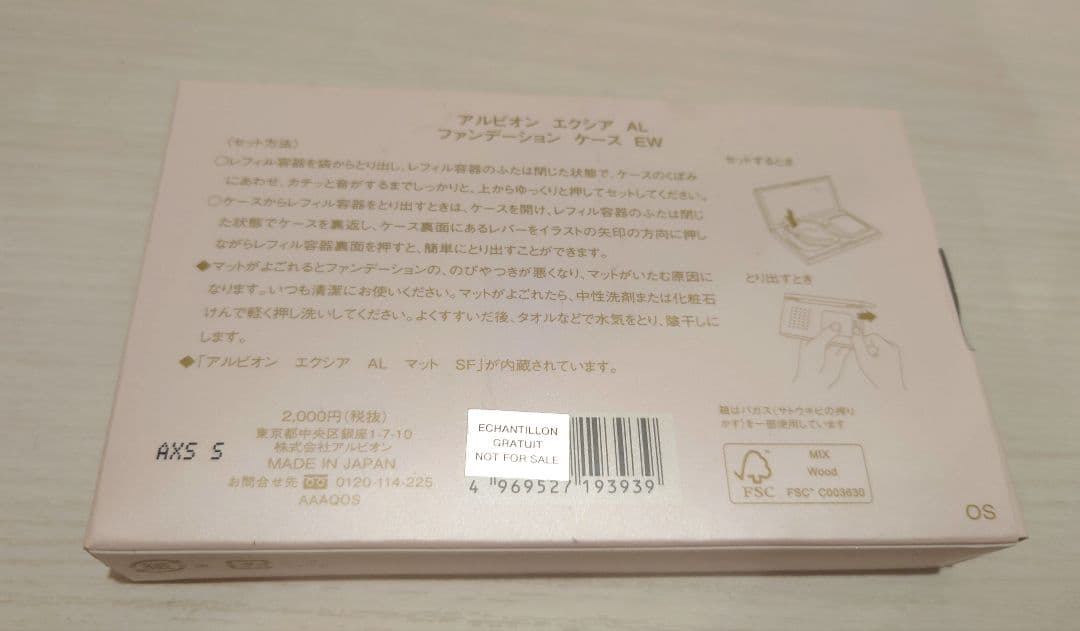 アルビオン エクシア AL
ファンデーション ケース EW
〈セット方法〉
○レフィル容器を袋からとり出し、レフィル容器のふたは閉じた状態で、ケースのくぼみ
にあわせ、カチッと音がするまでしっかりと、上からゆっくりと押してセットしてください。
○ケースからレフィル容器をとり出すときは、ケースを開け、レフィル容器のふたは閉じ
た状態でケースを裏返し、ケース裏面にあるレバーをイラストの矢印の方向に押し
ながらレフィル容器裏面を押すと、簡単にとり出すことができます。
◆マットがよごれるとファンデーションの、のびやつきが悪くなり、マットがいたむ原因に
なります。いつも清潔にお使いください。マットがよごれたら、中性洗剤または化粧石
けんで軽く押し洗いしてください。よくすすいだ後、タオルなどで水気をとり、陰干しに
します。
◆「アルビオン エクシア AL マット SF」が内蔵されています。
セットするとき
とり出すとき
2,000円(税抜)
東京都中央区銀座1-7-10
株式会社アルビオン
MADE IN JAPAN
お問合せ先 0120-114-225
AAAQOS
AXS S
ECHANTILLON
GRATUIT
NOT FOR SALE
4 969527 193939
箱はバガス(サトウキビの搾り
かす)を一部使用しています
FSC
MIX
Wood
FSC™ C003630
OS